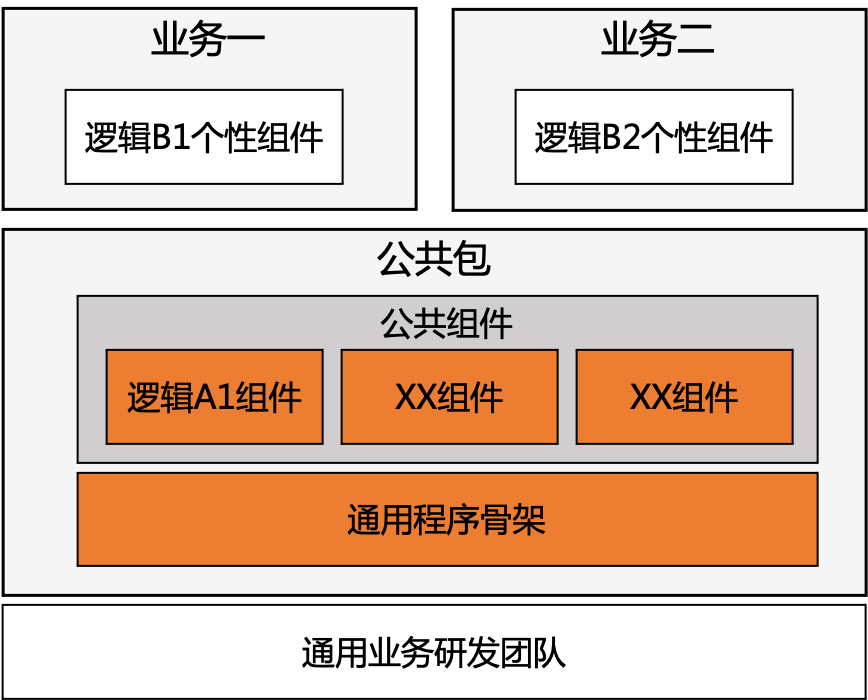 业务一
业务二
逻辑B1个性组件
逻辑B2个性组件
公共包
公共组件
逻辑A1组件
XX组件
XX组件
通用程序骨架
通用业务研发团队